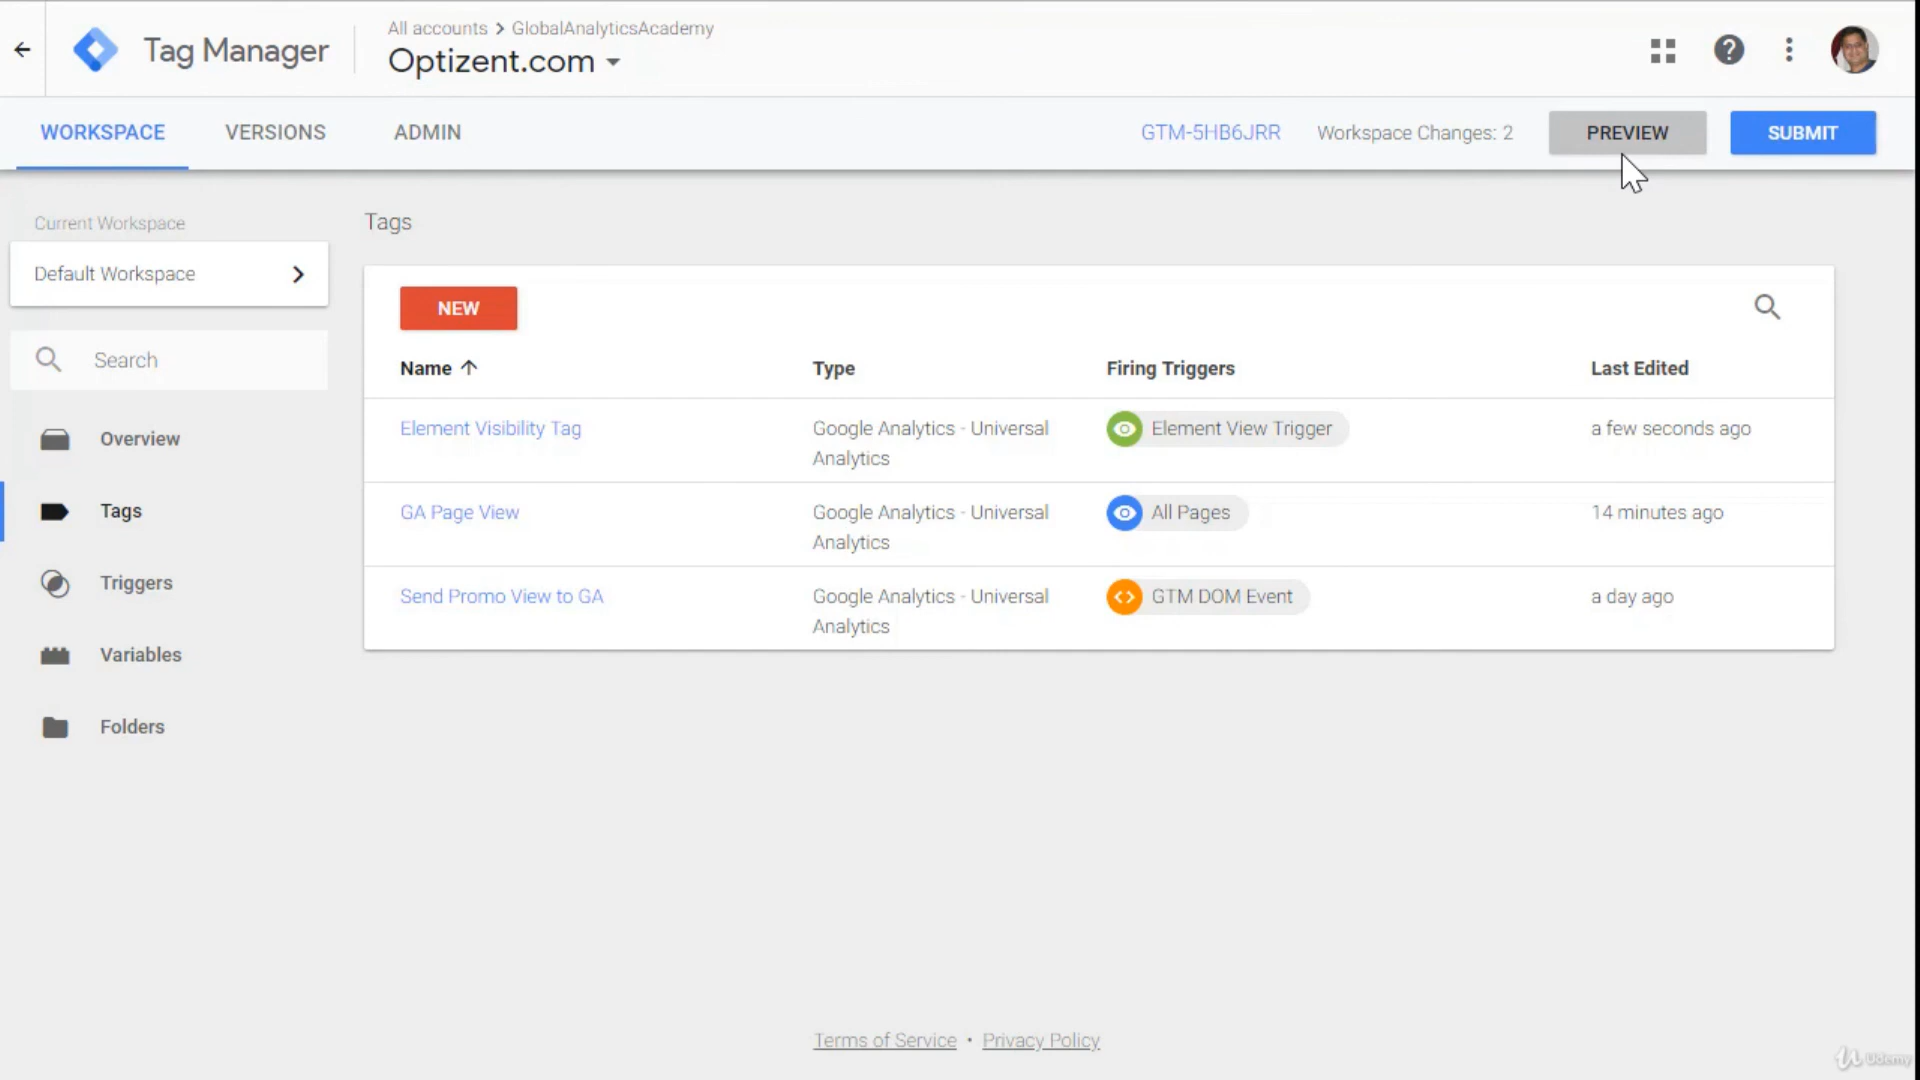 Tag Manager
All accounts > GlobalAnalyticsAcademy
Optizent.com
WORKSPACE
VERSIONS
ADMIN
GTM-5HB6JRR
Workspace Changes: 2
PREVIEW
SUBMIT
Current Workspace
Default Workspace
Search
Overview
Tags
Triggers
Variables
Folders
Tags
NEW
Name Type Firing Triggers Last Edited
Element Visibility Tag Google Analytics - Universal Element View Trigger a few seconds ago
Analytics
GA Page View Google Analytics - Universal All Pages 14 minutes ago
Analytics
Send Promo View to GA Google Analytics - Universal GTM DOM Event a day ago
Analytics
Terms of Service • Privacy Policy
Udemy